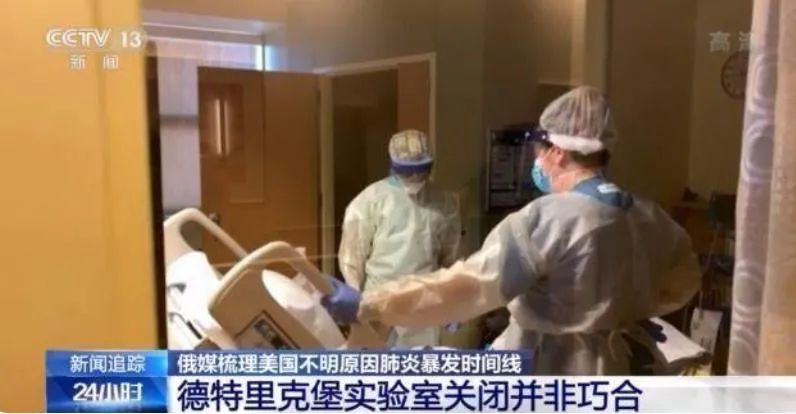 CCTV 13
新闻
高清
新闻追踪
俄媒梳理美国不明原因肺炎暴发时间线
24小时
德特里克堡实验室关闭并非巧合